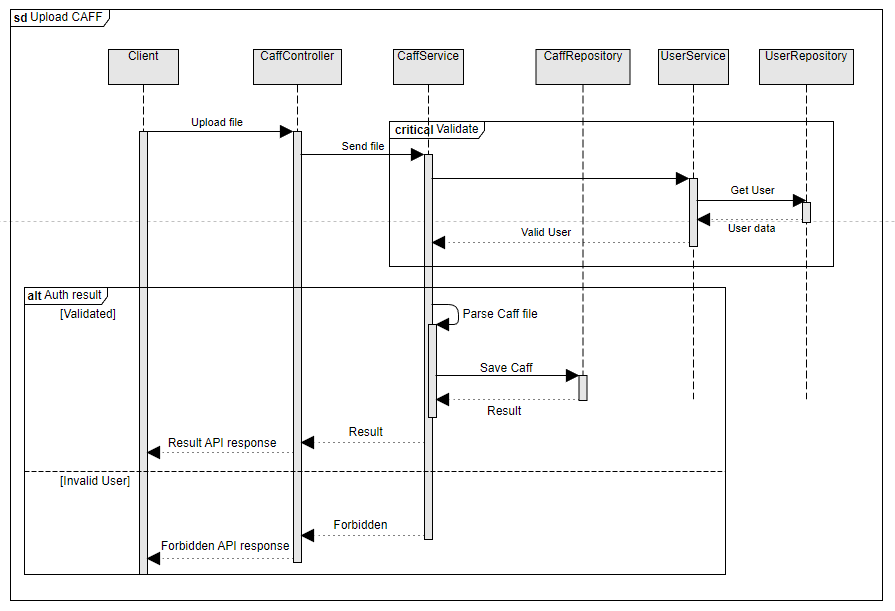 sd Upload CAFF
Client
CaffController
CaffService
CaffRepository
UserService
UserRepository
Upload file
critical Validate
Send file
Get User
User data
Valid User
alt Auth result
[Validated]
Parse Caff file
Save Caff
Result
Result
Result API response
[Invalid User]
Forbidden
Forbidden API response